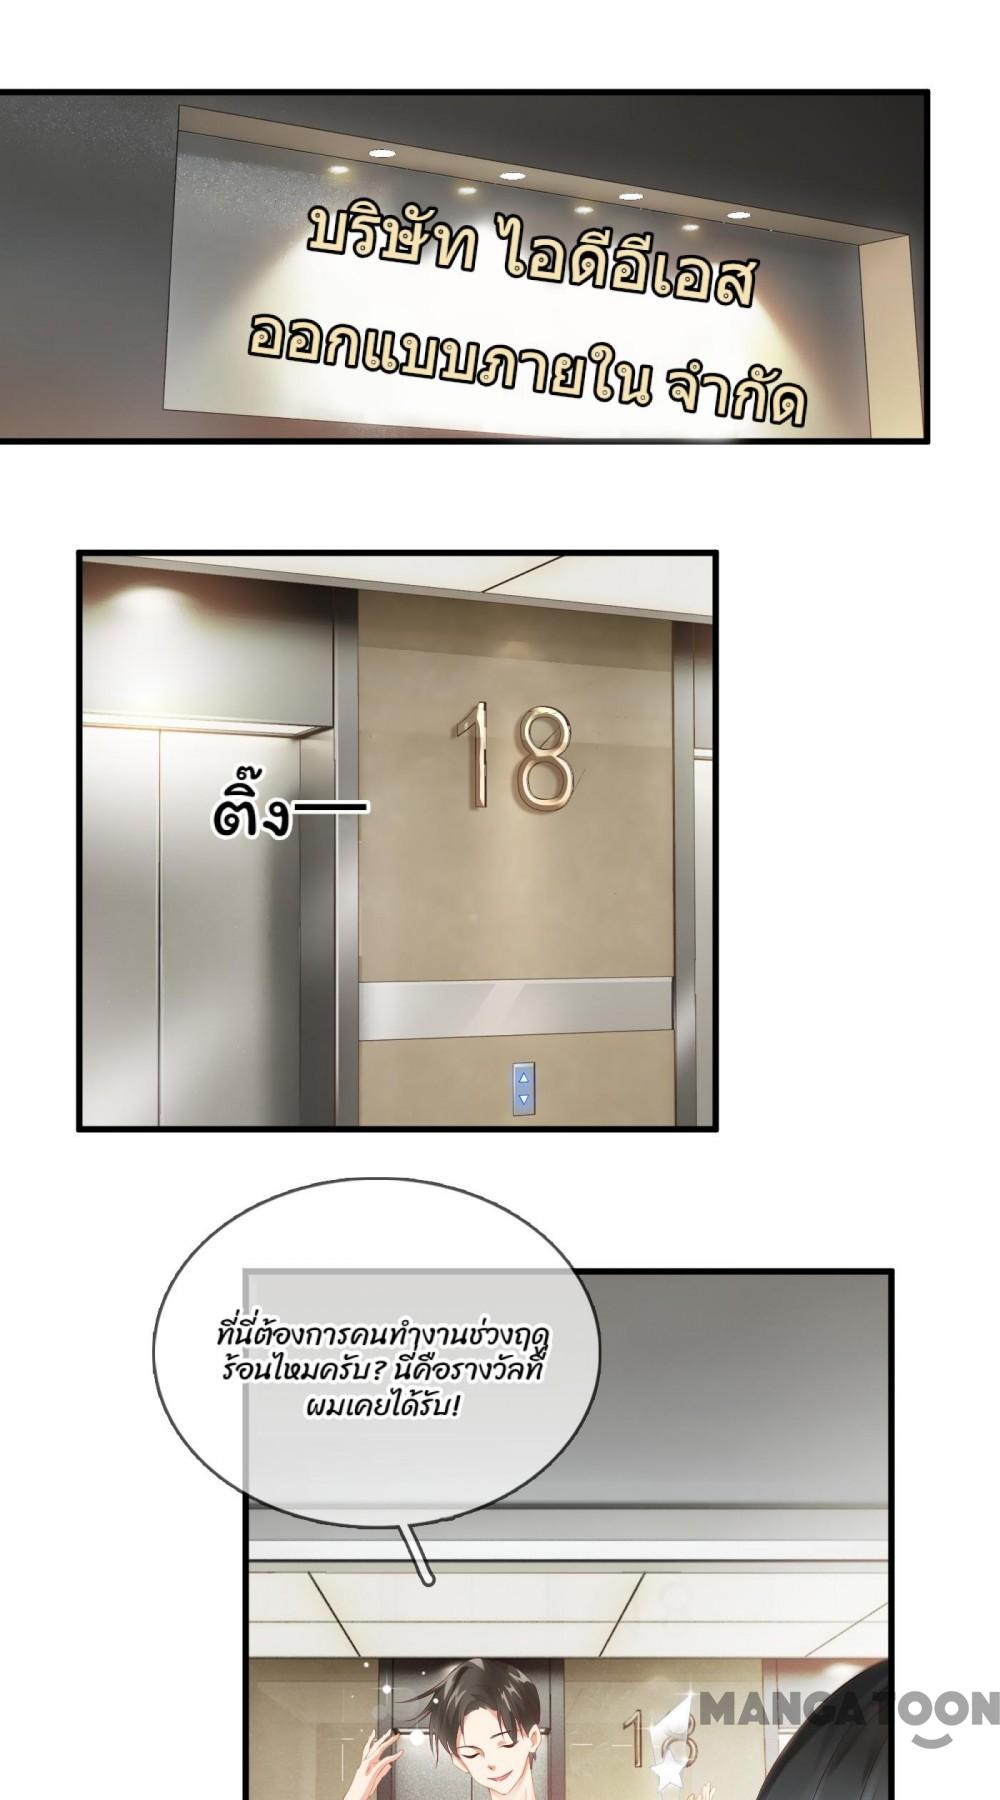 บริษัท ไอดีอีเอส
ออกแบบภายใน จำกัด
18
ติ๊ง—
ที่นี่ต้องการคนทำงานช่วงฤดู
ร้อนไหมครับ? นี่คือรางวัลที่
ผมเคยได้รับ!
MANGATOON
18